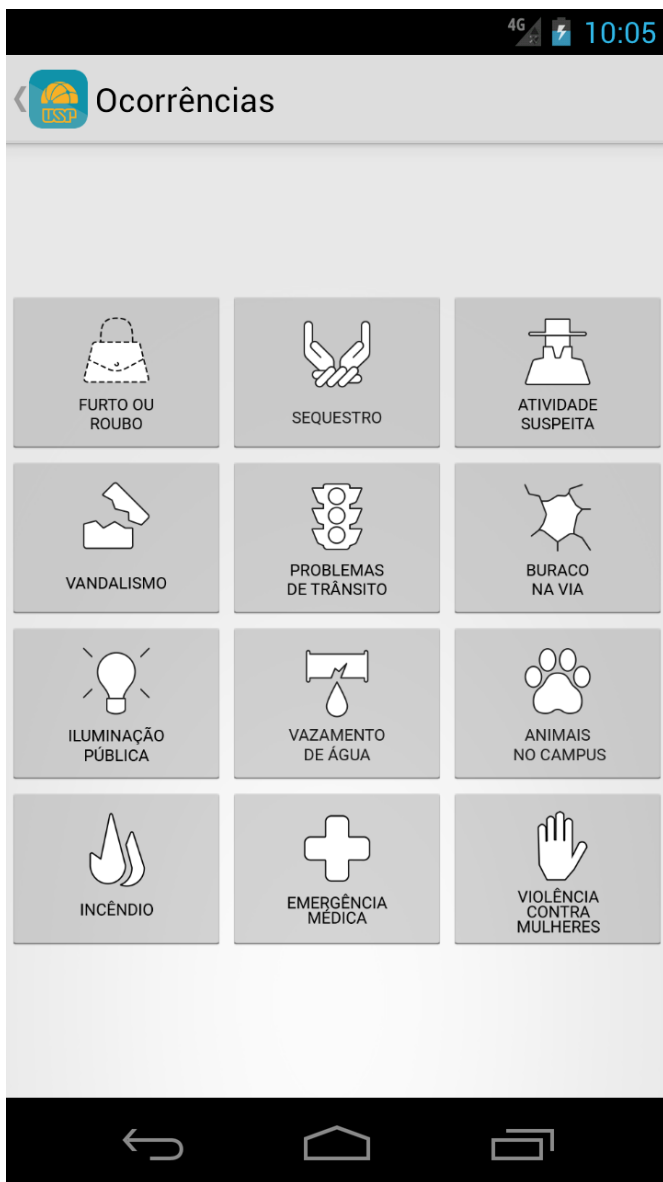 4G 10:05
USP Ocorrências
FURTO OU
ROUBO
SEQUESTRO
ATIVIDADE
SUSPEITA
VANDALISMO
PROBLEMAS
DE TRÂNSITO
BURACO
NA VIA
ILUMINAÇÃO
PÚBLICA
VAZAMENTO
DE ÁGUA
ANIMAIS
NO CAMPUS
INCÊNDIO
EMERGÊNCIA
MÉDICA
VIOLÊNCIA
CONTRA
MULHERES